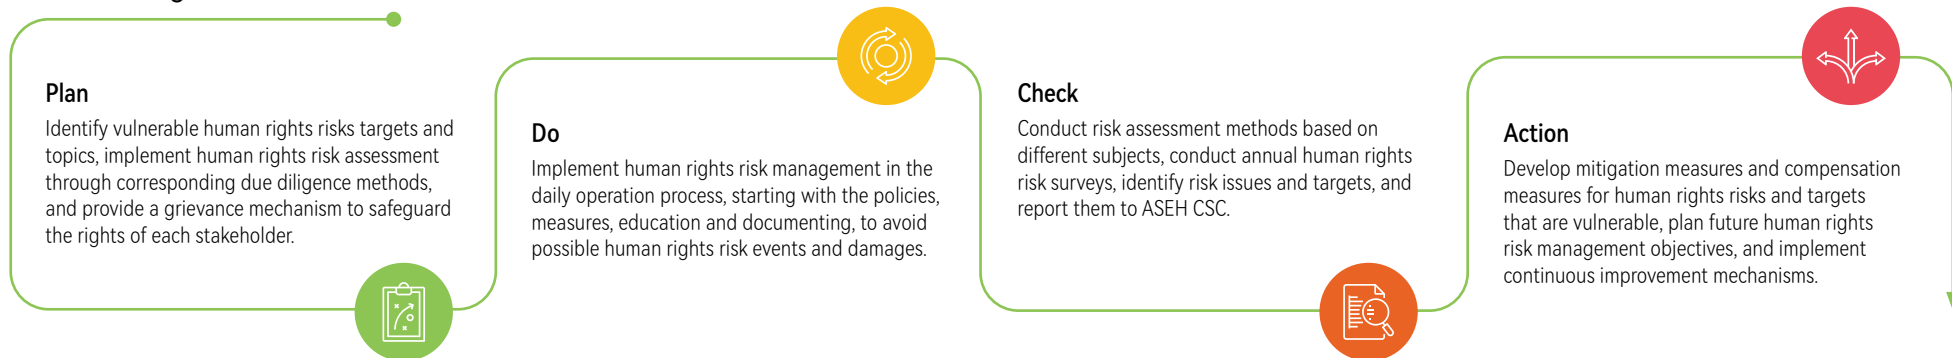 Plan
Identify vulnerable human rights risks targets and
topics, implement human rights risk assessment
through corresponding due diligence methods,
and provide a grievance mechanism to safeguard
the rights of each stakeholder.
Do
Implement human rights risk management in the
daily operation process, starting with the policies,
measures, education and documenting, to avoid
possible human rights risk events and damages.
Check
Conduct risk assessment methods based on
different subjects, conduct annual human rights
risk surveys, identify risk issues and targets, and
report them to ASEH CSC.
Action
Develop mitigation measures and compensation
measures for human rights risks and targets
that are vulnerable, plan future human rights
risk management objectives, and implement
continuous improvement mechanisms.